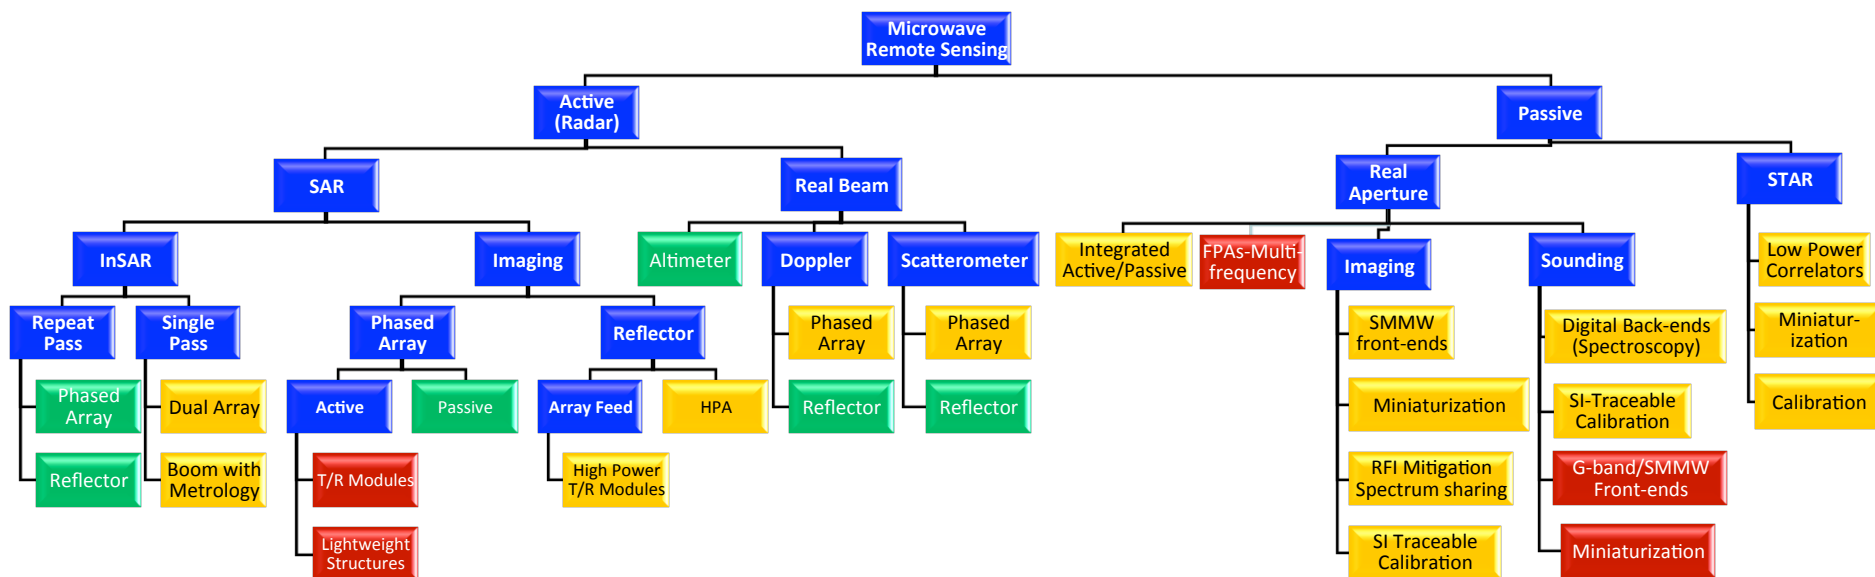 Microwave
Remote Sensing
Active
(Radar)
Passive
SAR
Real Beam
Real
Aperture
STAR
InSAR
Imaging
Altimeter
Doppler
Scatterometer
Integrated
Active/Passive
FPAs-Multi-
frequency
Imaging
Sounding
Low Power
Correlators
Repeat
Pass
Single
Pass
Phased
Array
Reflector
Phased
Array
Phased
Array
SMMW
front-ends
Digital Back-ends
(Spectroscopy)
Miniatur-
ization
Phased
Array
Dual Array
Active
Passive
Array Feed
HPA
Reflector
Reflector
Miniaturization
SI-Traceable
Calibration
Calibration
Reflector
Boom with
Metrology
T/R Modules
High Power
T/R Modules
RFI Mitigation
Spectrum sharing
G-band/SMMW
Front-ends
Lightweight
Structures
SI Traceable
Calibration
Miniaturization